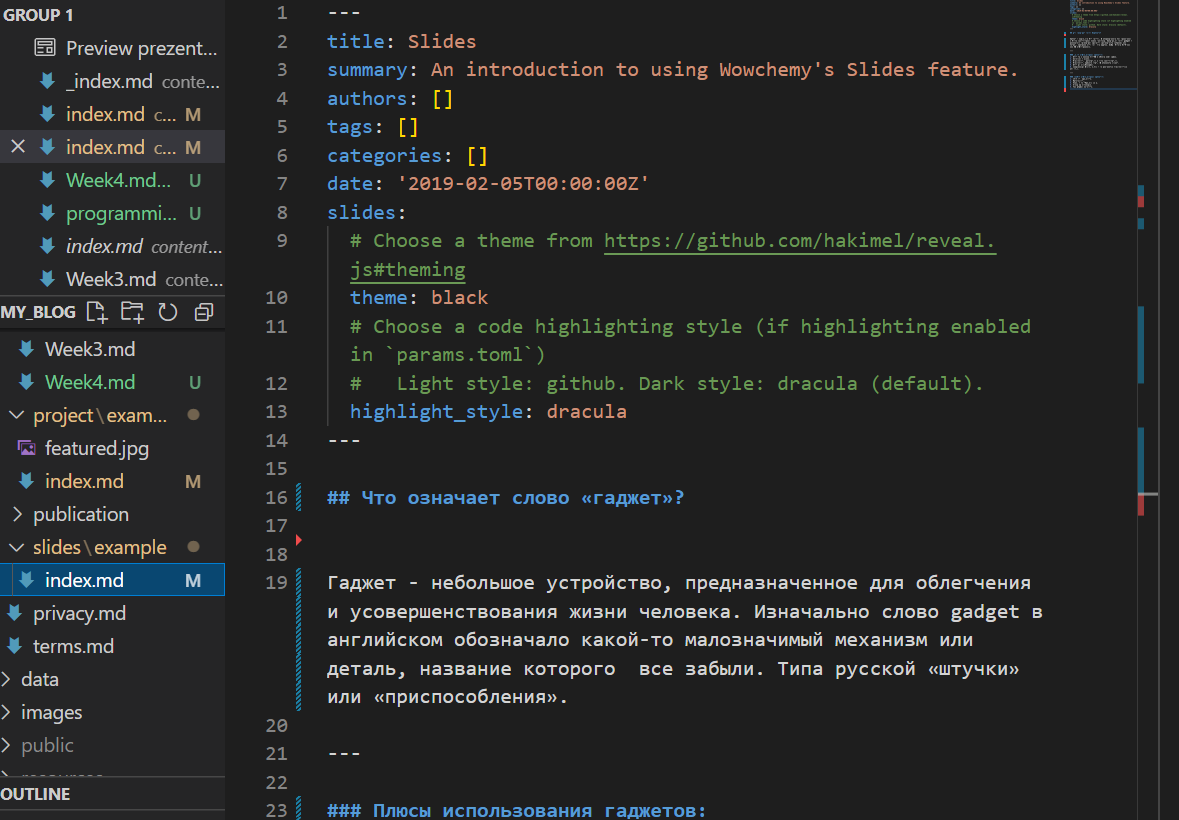 GROUP 1
Preview prezent...
_index.md conte...
index.md c... M
index.md c... M
Week4.md... U
programmi... U
index.md content...
Week3.md conte...
MY_BLOG
Week3.md
Week4.md U
project\exam...
featured.jpg
index.md M
publication
slides\example
index.md M
privacy.md
terms.md
data
images
public
OUTLINE
1 ---
2 title: Slides
3 summary: An introduction to using Wowchemy's Slides feature.
4 authors: []
5 tags: []
6 categories: []
7 date: '2019-02-05T00:00:00Z'
8 slides:
9 # Choose a theme from https://github.com/hakimel/reveal.
js#theming
10 theme: black
11 # Choose a code highlighting style (if highlighting enabled
in `params.toml`)
12 #   Light style: github. Dark style: dracula (default).
13 highlight_style: dracula
14 ---
15
16 ## Что означает слово «гаджет»?
17
18
19 Гаджет - небольшое устройство, предназначенное для облегчения
и усовершенствования жизни человека. Изначально слово gadget в
английском обозначало какой-то малозначимый механизм или
деталь, название которого  все забыли. Типа русской «штучки»
или «приспособления».
20
21 ---
22
23 ### Плюсы использования гаджетов: